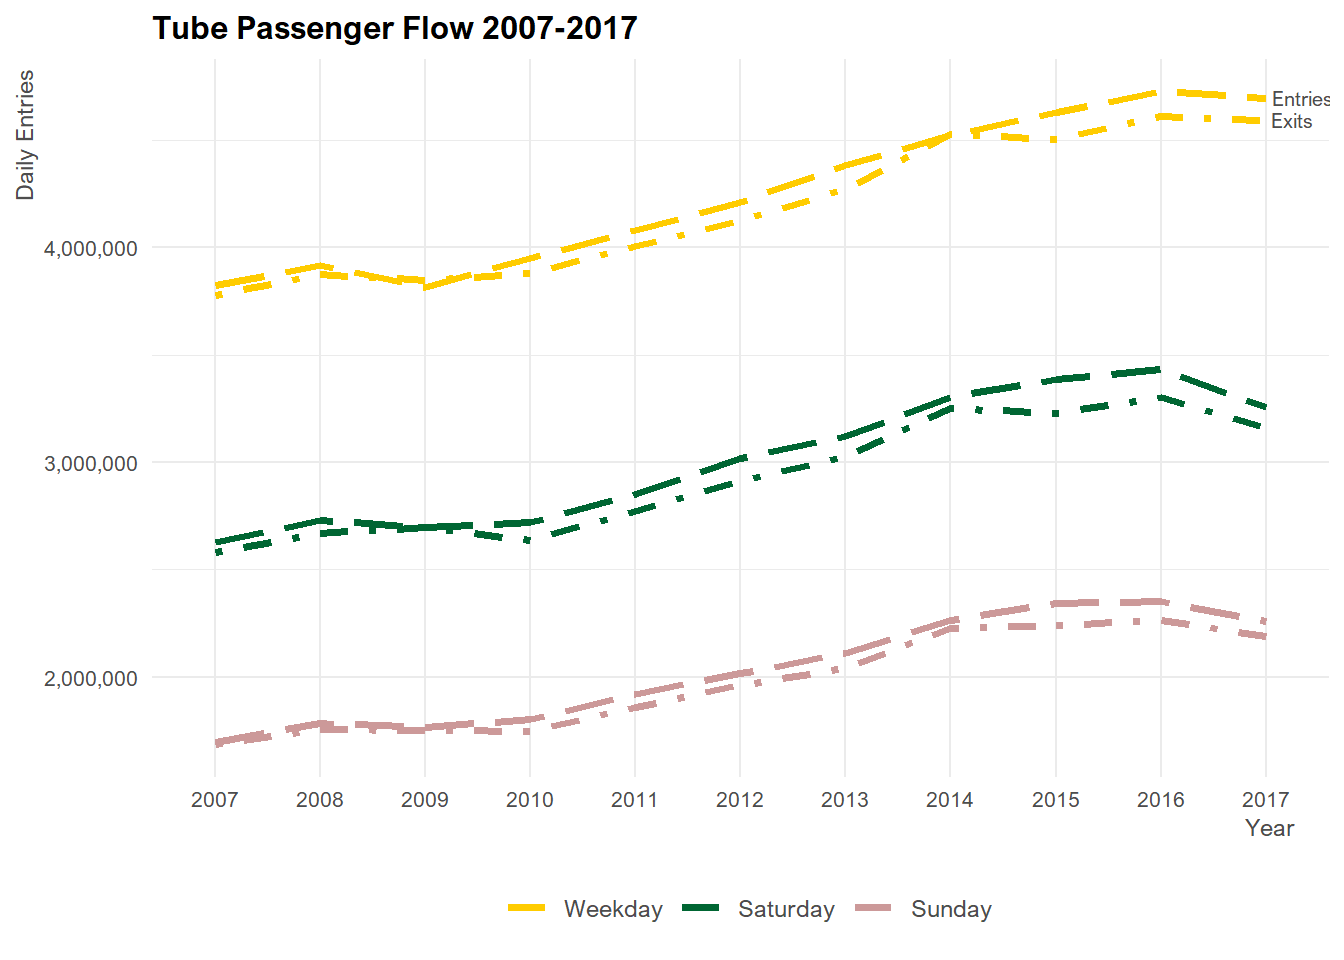 Tube Passenger Flow 2007-2017
Daily Entries
Entries
Exits
4,000,000
3,000,000
2,000,000
2007 2008 2009 2010 2011 2012 2013 2014 2015 2016 2017
Year
Weekday Saturday Sunday